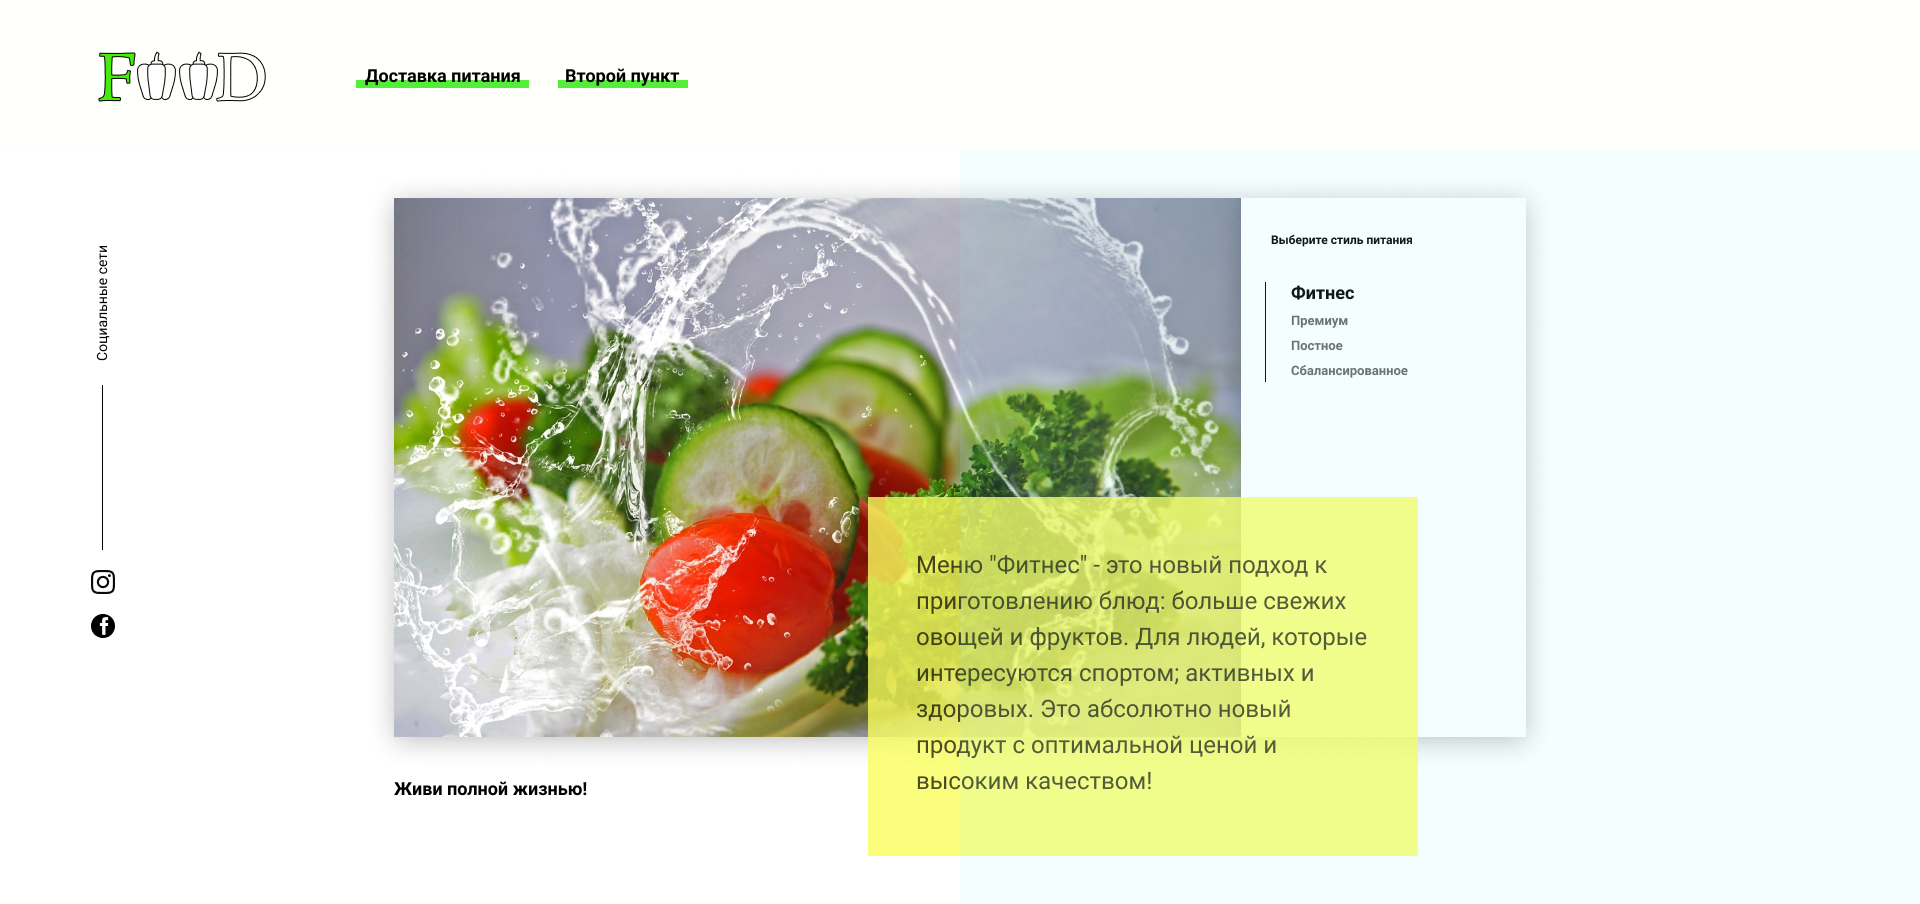 FOOD
Доставка питания
Второй пункт
Социальные сети
Выберите стиль питания
Фитнес
Премиум
Постное
Сбалансированное
Меню "Фитнес" - это новый подход к
приготовлению блюд: больше свежих
овощей и фруктов. Для людей, которые
интересуются спортом; активных и
здоровых. Это абсолютно новый
продукт с оптимальной ценой и
высоким качеством!
Живи полной жизнью!